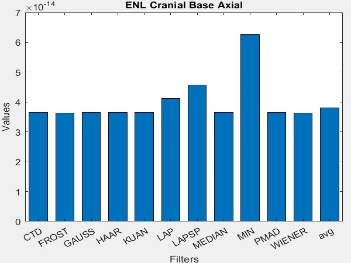 ENL Cranial Base Axial
×10^-14
7
6
5
4
3
2
1
0
Values
CTD
FROST
GAUSS
HAAR
KUAN
LAP
LAPSP
MEDIAN
MIN
PMAD
WIENER
avg
Filters